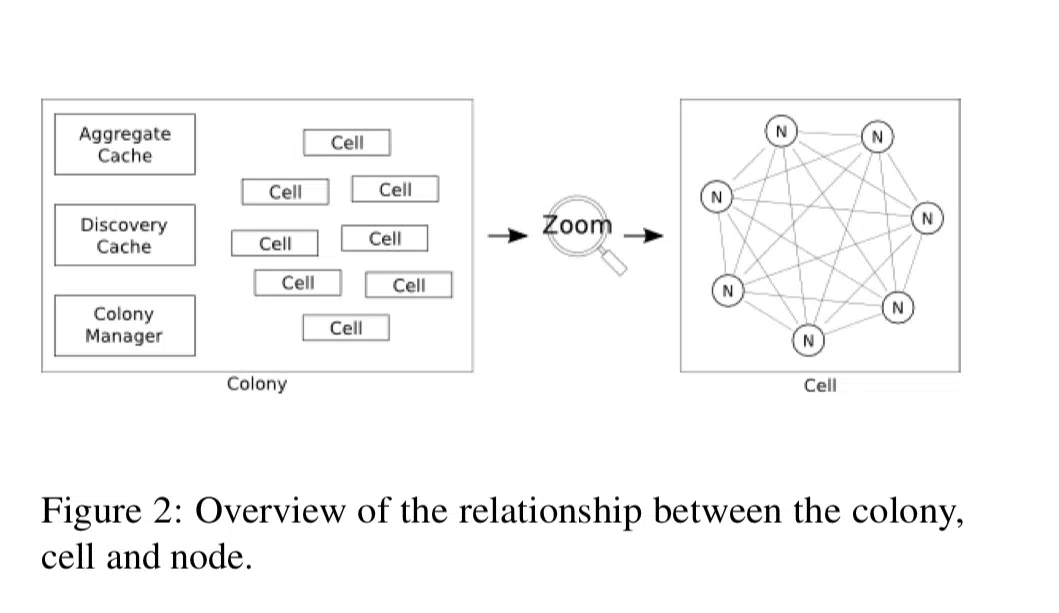 Aggregate
Cache
Discovery
Cache
Colony
Manager
Cell
Cell
Cell
Cell
Cell
Cell
Cell
Cell
Colony
Zoom
N
N
N
N
N
N
N
Cell
Figure 2: Overview of the relationship between the colony,
cell and node.